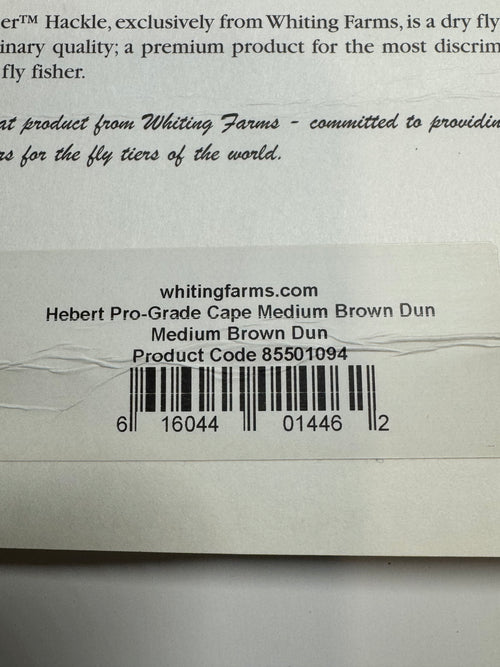 er™ Hackle, exclusively from Whiting Farms, is a dry fly
inary quality; a premium product for the most discrim
fly fisher.
at product from Whiting Farms - committed to providin
rs for the fly tiers of the world.
whitingfarms.com
Hebert Pro-Grade Cape Medium Brown Dun
Medium Brown Dun
Product Code 85501094
6 16044 01446 2